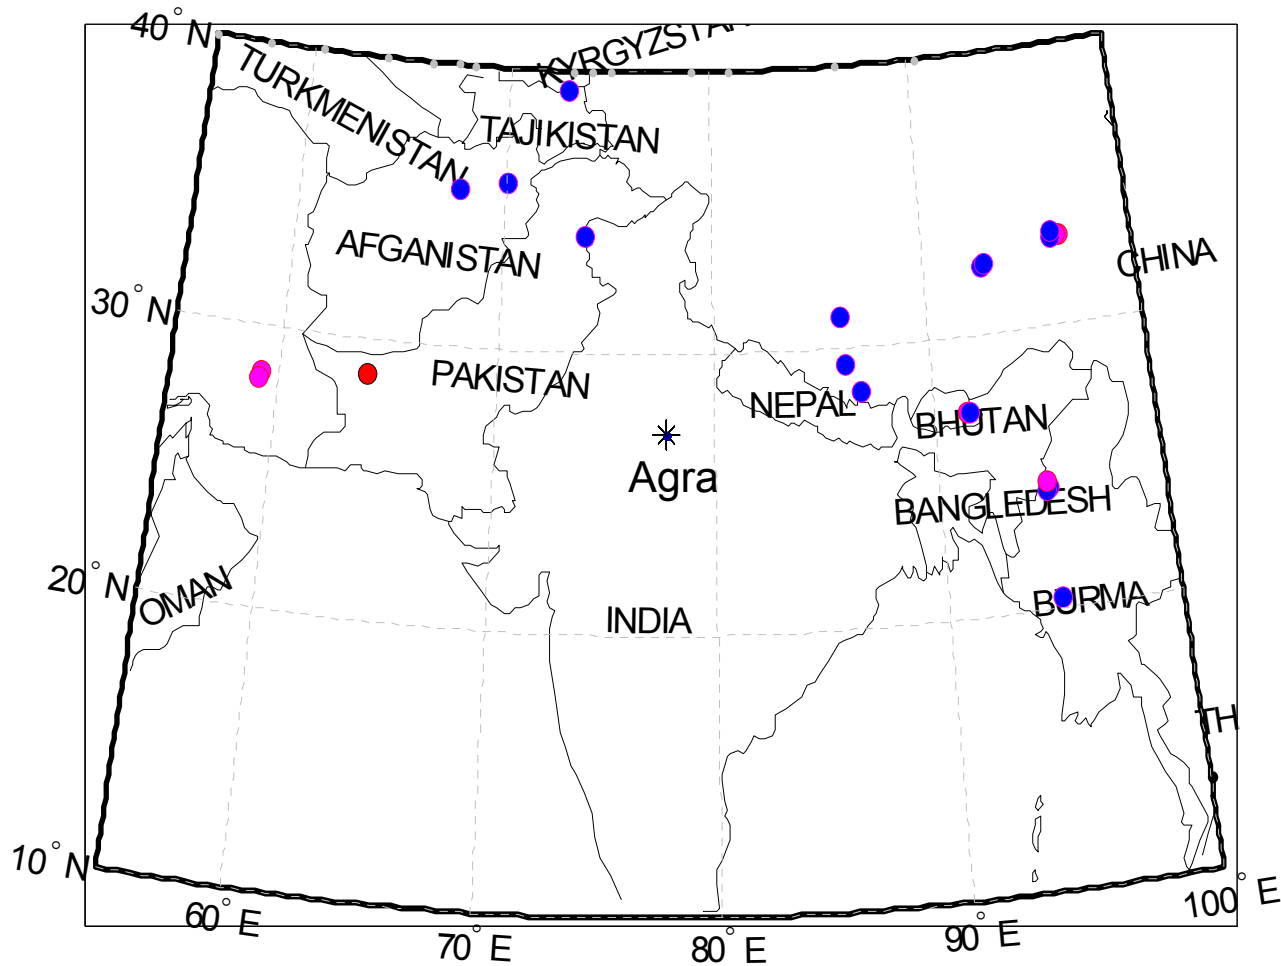 40° N
KYRGYZSTA
TURKMENISTAN
TAJIKISTAN
AFGANISTAN
CHINA
30° N
PAKISTAN
NEPAL
BHUTAN
Agra
BANGLEDESH
20° N
OMAN
INDIA
BURMA
TH
10° N
60° E
70° E
80° E
90° E
100° E